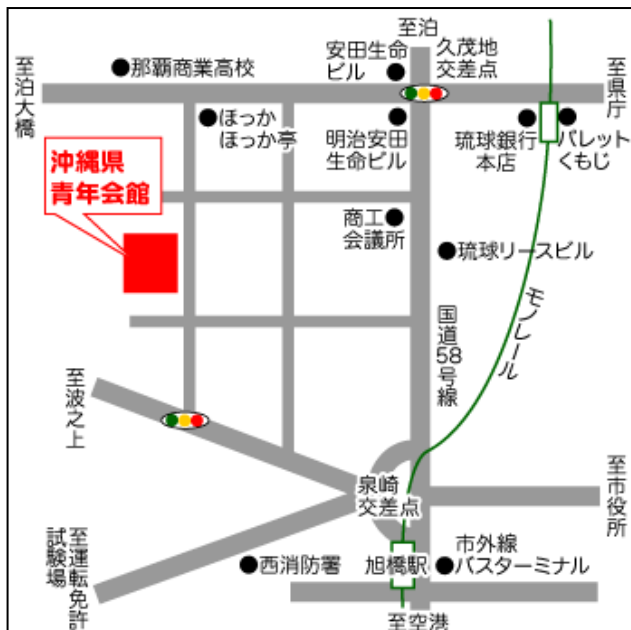 至泊
安田生命
ビル
久茂地
交差点
至県庁
至泊大橋
那覇商業高校
ほっか
ほっか亭
明治安田
生命ビル
琉球銀行
本店
パレット
くもじ
沖縄県
青年会館
商工
会議所
琉球リースビル
モノレール
国道58号線
至波之上
泉崎
交差点
至市役所
至運転免許
試験場
西消防署
旭橋駅
市外線
バスターミナル
至空港